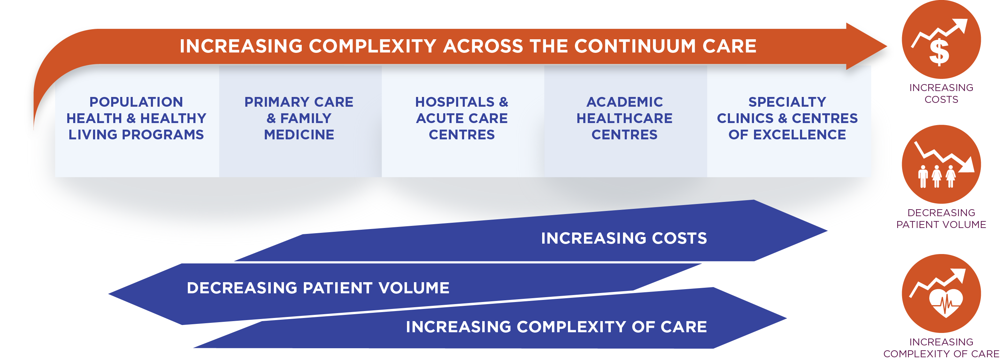 INCREASING COMPLEXITY ACROSS THE CONTINUUM CARE
POPULATION
HEALTH & HEALTHY
LIVING PROGRAMS
PRIMARY CARE
& FAMILY
MEDICINE
HOSPITALS &
ACUTE CARE
CENTRES
ACADEMIC
HEALTHCARE
CENTRES
SPECIALTY
CLINICS & CENTRES
OF EXCELLENCE
INCREASING COSTS
DECREASING PATIENT VOLUME
INCREASING COMPLEXITY OF CARE
$
INCREASING
COSTS
DECREASING
PATIENT VOLUME
INCREASING
COMPLEXITY OF CARE